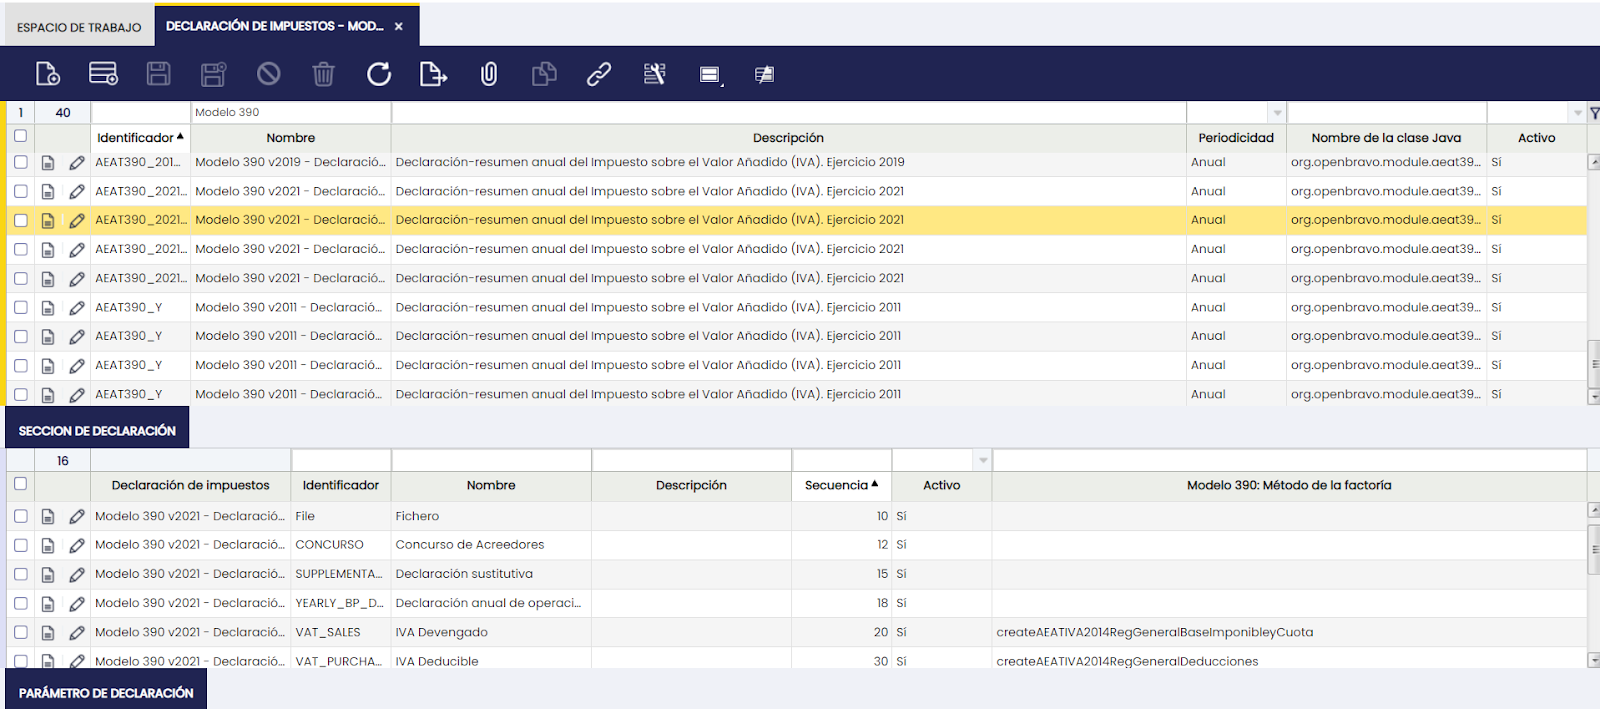 ESPACIO DE TRABAJO DECLARACIÓN DE IMPUESTOS - MOD... ×
1 40 Modelo 390
Identificador Nombre Descripción Periodicidad Nombre de la clase Java Activo
AEAT390_201... Modelo 390 v2019 - Declaració... Declaración-resumen anual del Impuesto sobre el Valor Añadido (IVA). Ejercicio 2019 Anual org.openbravo.module.aeat39... Sí
AEAT390_2021... Modelo 390 v2021 - Declaració... Declaración-resumen anual del Impuesto sobre el Valor Añadido (IVA). Ejercicio 2021 Anual org.openbravo.module.aeat39... Sí
AEAT390_2021... Modelo 390 v2021 - Declaració... Declaración-resumen anual del Impuesto sobre el Valor Añadido (IVA). Ejercicio 2021 Anual org.openbravo.module.aeat39... Sí
AEAT390_2021... Modelo 390 v2021 - Declaració... Declaración-resumen anual del Impuesto sobre el Valor Añadido (IVA). Ejercicio 2021 Anual org.openbravo.module.aeat39... Sí
AEAT390_2021... Modelo 390 v2021 - Declaració... Declaración-resumen anual del Impuesto sobre el Valor Añadido (IVA). Ejercicio 2021 Anual org.openbravo.module.aeat39... Sí
AEAT390_Y Modelo 390 v2011 - Declaració... Declaración-resumen anual del Impuesto sobre el Valor Añadido (IVA). Ejercicio 2011 Anual org.openbravo.module.aeat39... Sí
AEAT390_Y Modelo 390 v2011 - Declaració... Declaración-resumen anual del Impuesto sobre el Valor Añadido (IVA). Ejercicio 2011 Anual org.openbravo.module.aeat39... Sí
AEAT390_Y Modelo 390 v2011 - Declaració... Declaración-resumen anual del Impuesto sobre el Valor Añadido (IVA). Ejercicio 2011 Anual org.openbravo.module.aeat39... Sí
AEAT390_Y Modelo 390 v2011 - Declaració... Declaración-resumen anual del Impuesto sobre el Valor Añadido (IVA). Ejercicio 2011 Anual org.openbravo.module.aeat39... Sí
SECCION DE DECLARACIÓN
16
Declaración de impuestos Identificador Nombre Descripción Secuencia Activo Modelo 390: Método de la factoría
Modelo 390 v2021 - Declaració... File Fichero 10 Sí
Modelo 390 v2021 - Declaració... CONCURSO Concurso de Acreedores 12 Sí
Modelo 390 v2021 - Declaració... SUPPLEMENTA... Declaración sustitutiva 15 Sí
Modelo 390 v2021 - Declaració... YEARLY_BP_D... Declaración anual de operaci... 18 Sí
Modelo 390 v2021 - Declaració... VAT_SALES IVA Devengado 20 Sí createAEATIVA2014RegGeneralBaseImponibleyCuota
Modelo 390 v2021 - Declaració... VAT_PURCHA... IVA Deducible 30 Sí createAEATIVA2014RegGeneralDeducciones
PARÁMETRO DE DECLARACIÓN